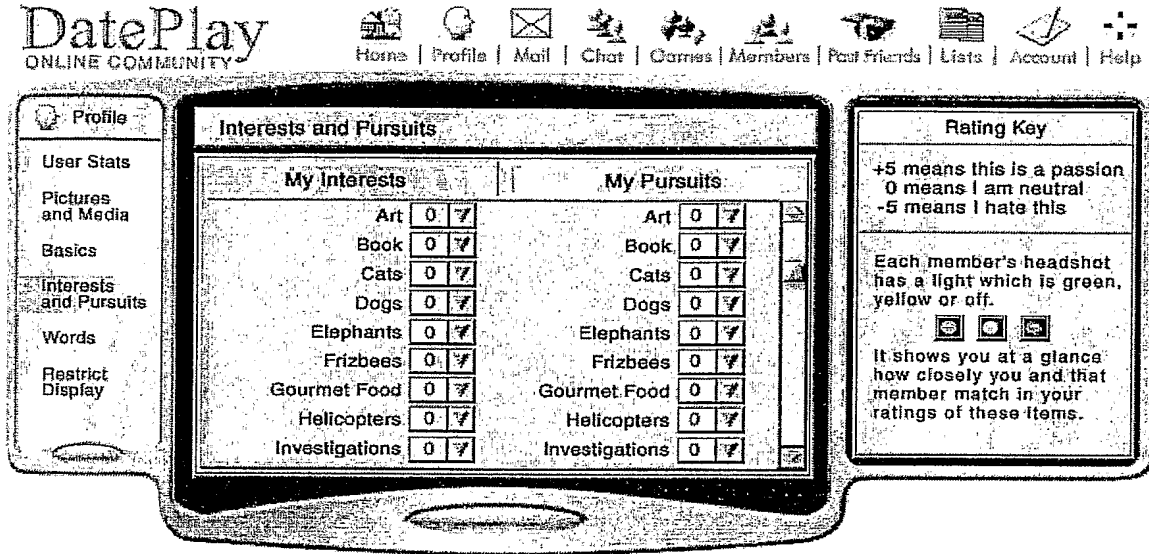 DatePlay
ONLINE COMMUNITY
Home | Profile | Mail | Chat | Games | Members | Past Friends | Lists | Account | Help
Profile
User Stats
Pictures
and Media
Basics
Interests
and Pursuits
Words
Restrict
Display
Interests and Pursuits
My Interests
Art 0
Book 0
Cats 0
Dogs 0
Elephants 0
Frizbees 0
Gourmet Food 0
Helicopters 0
Investigations 0
My Pursuits
Art 0
Book 0
Cats 0
Dogs 0
Elephants 0
Frizbees 0
Gourmet Food 0
Helicopters 0
Investigations 0
Rating Key
+5 means this is a passion
0 means I am neutral
-5 means I hate this
Each member's headshot
has a light which is green,
yellow or off.
It shows you at a glance
how closely you and that
member match in your
ratings of these items.